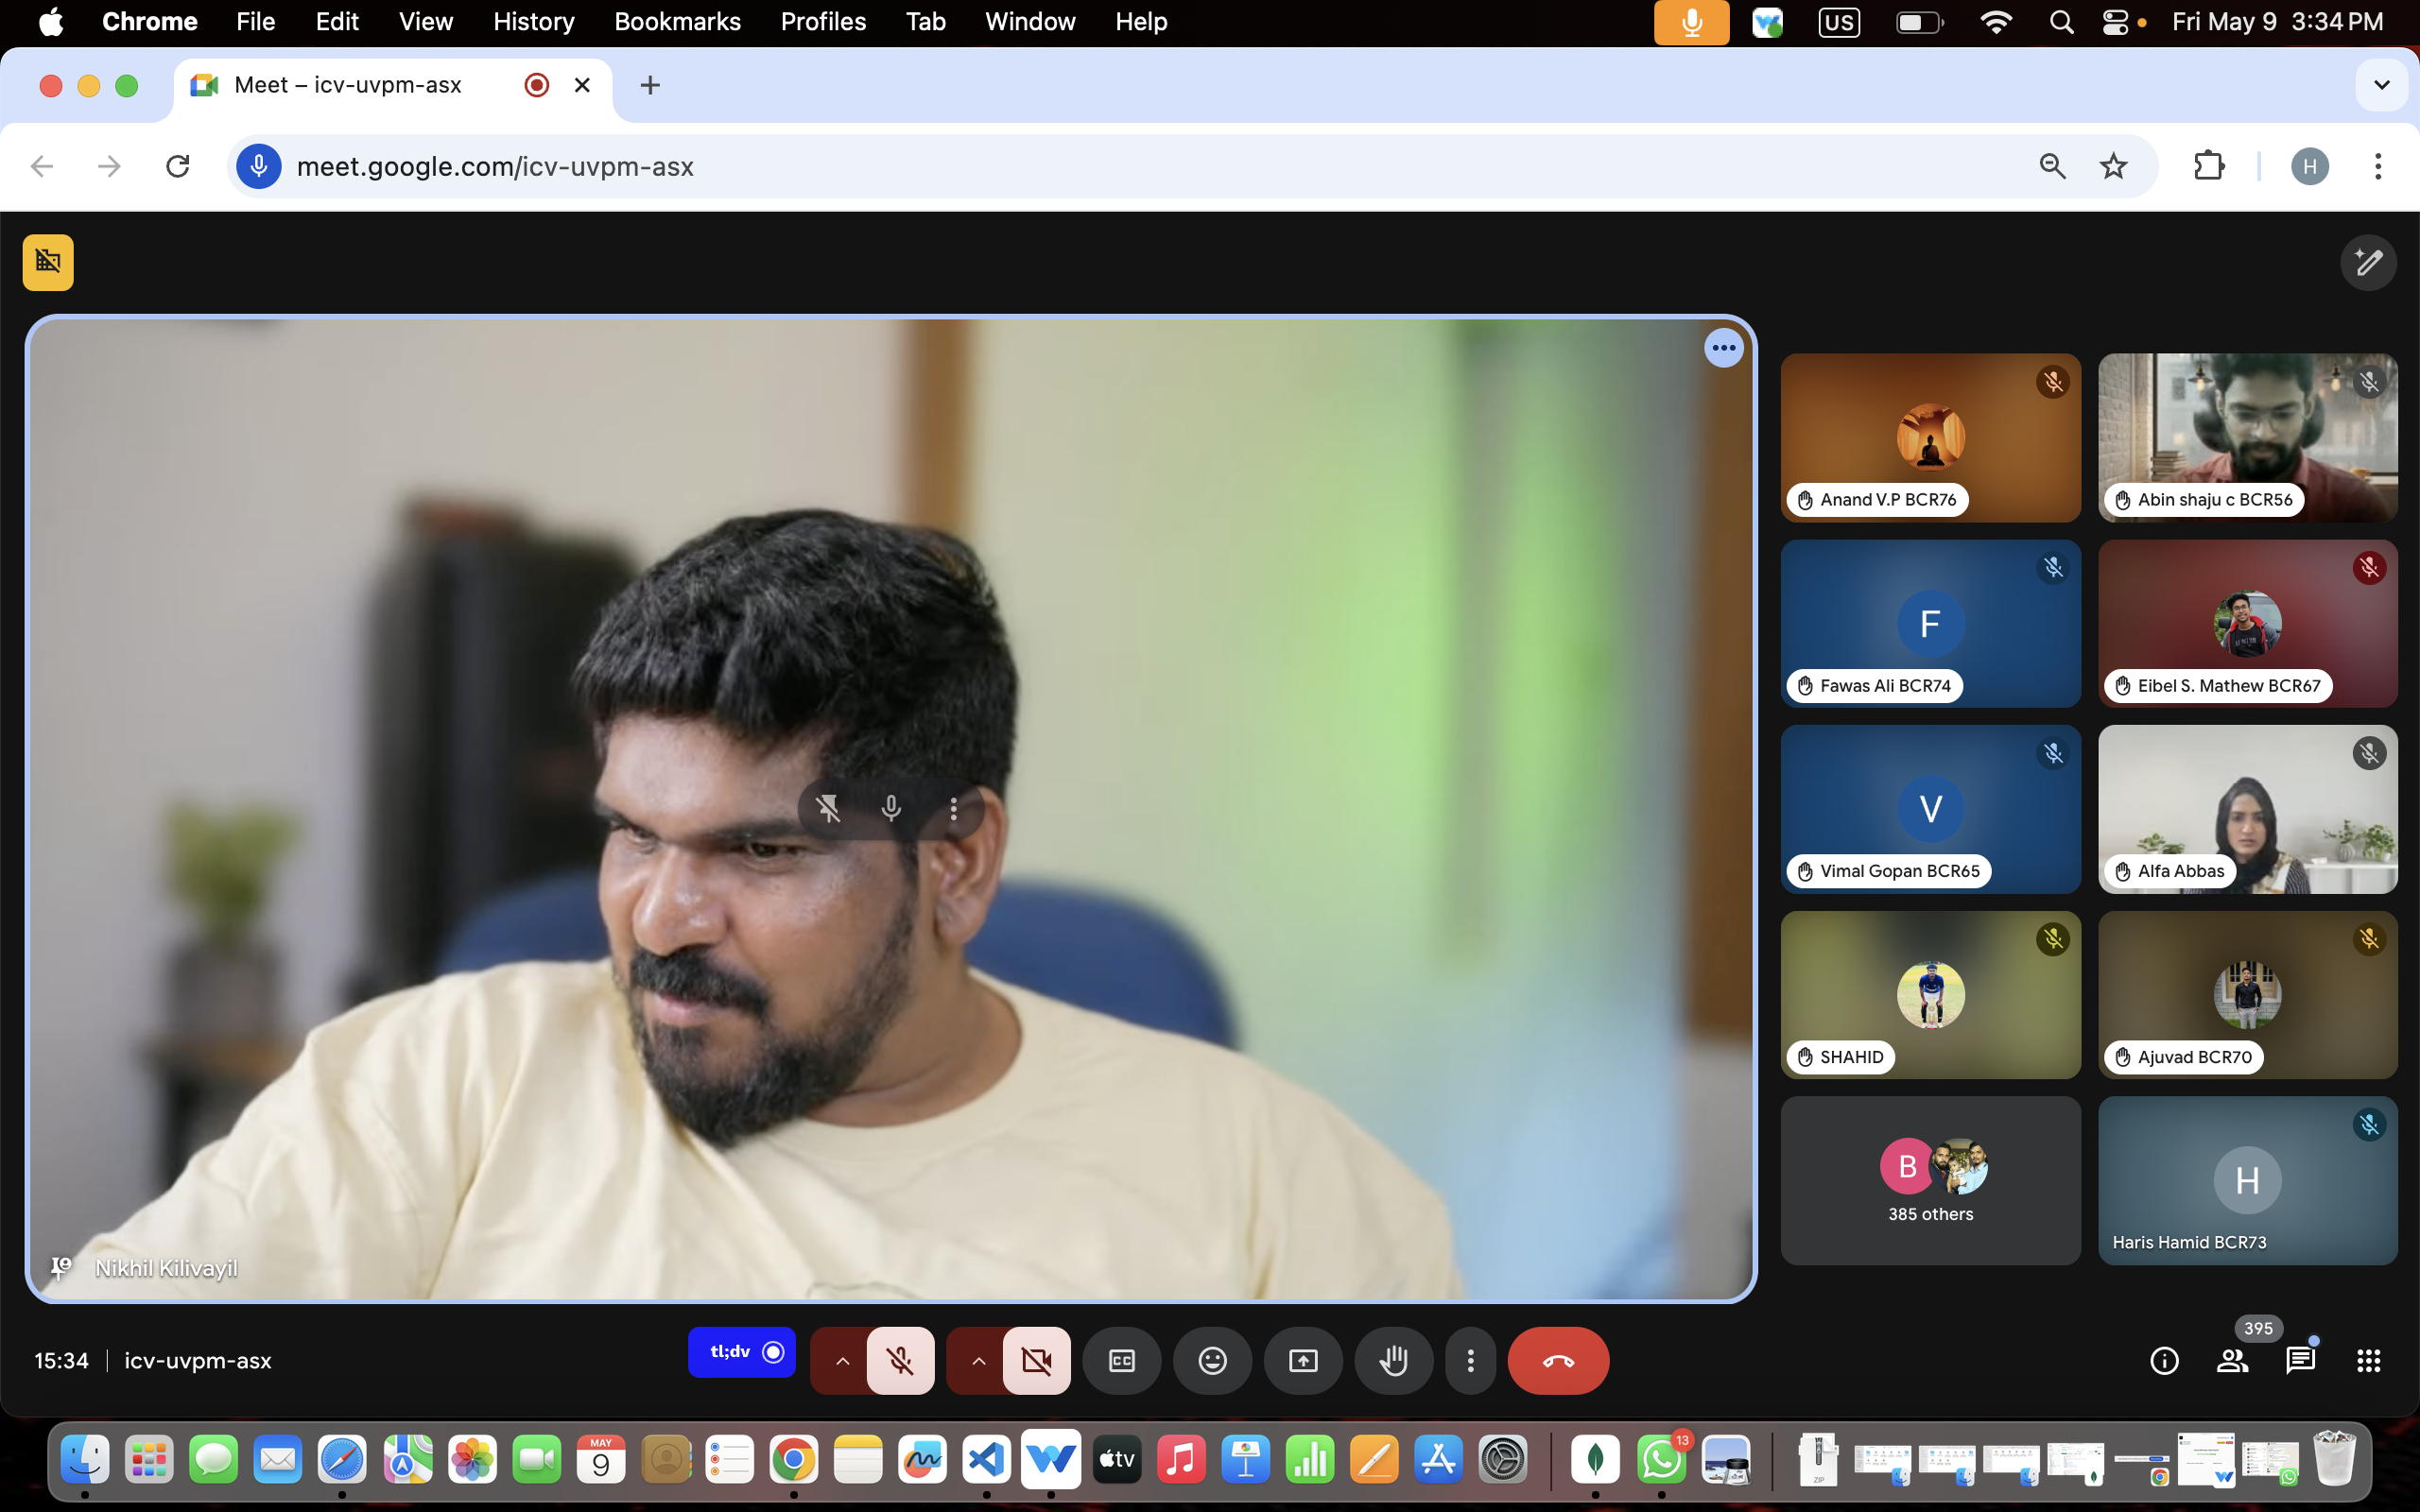 Chrome File Edit View History Bookmarks Profiles Tab Window Help US Fri May 9 3:34 PM
Meet – icv-uvpm-asx
meet.google.com/icv-uvpm-asx H
Anand V.P BCR76
Abin shaju c BCR56
F
Fawas Ali BCR74
Eibel S. Mathew BCR67
V
Vimal Gopan BCR65
Alfa Abbas
SHAHID
Ajuvad BCR70
B
385 others
H
Haris Hamid BCR73
Nikhil Kilivayil
15:34 icv-uvpm-asx
tl;dv
CC
395
MAY
9
tv
13
ZIP